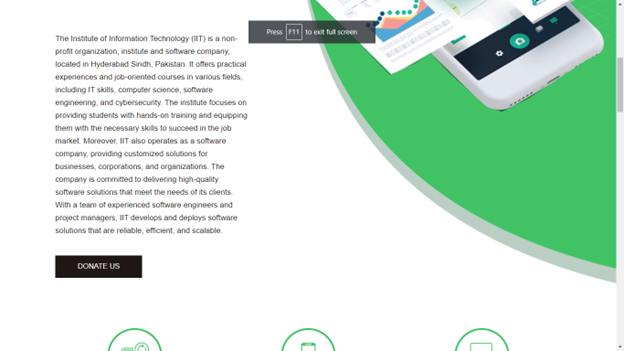 Press F11 to exit full screen
The Institute of Information Technology (IIT) is a non-
profit organization, institute and software company,
located in Hyderabad Sindh, Pakistan. It offers practical
experiences and job-oriented courses in various fields,
including IT skills, computer science, software
engineering, and cybersecurity. The institute focuses on
providing students with hands-on training and equipping
them with the necessary skills to succeed in the job
market. Moreover, IIT also operates as a software
company, providing customized solutions for
businesses, corporations, and organizations. The
company is committed to delivering high-quality
software solutions that meet the needs of its clients.
With a team of experienced software engineers and
project managers, IIT develops and deploys software
solutions that are reliable, efficient, and scalable.
DONATE US